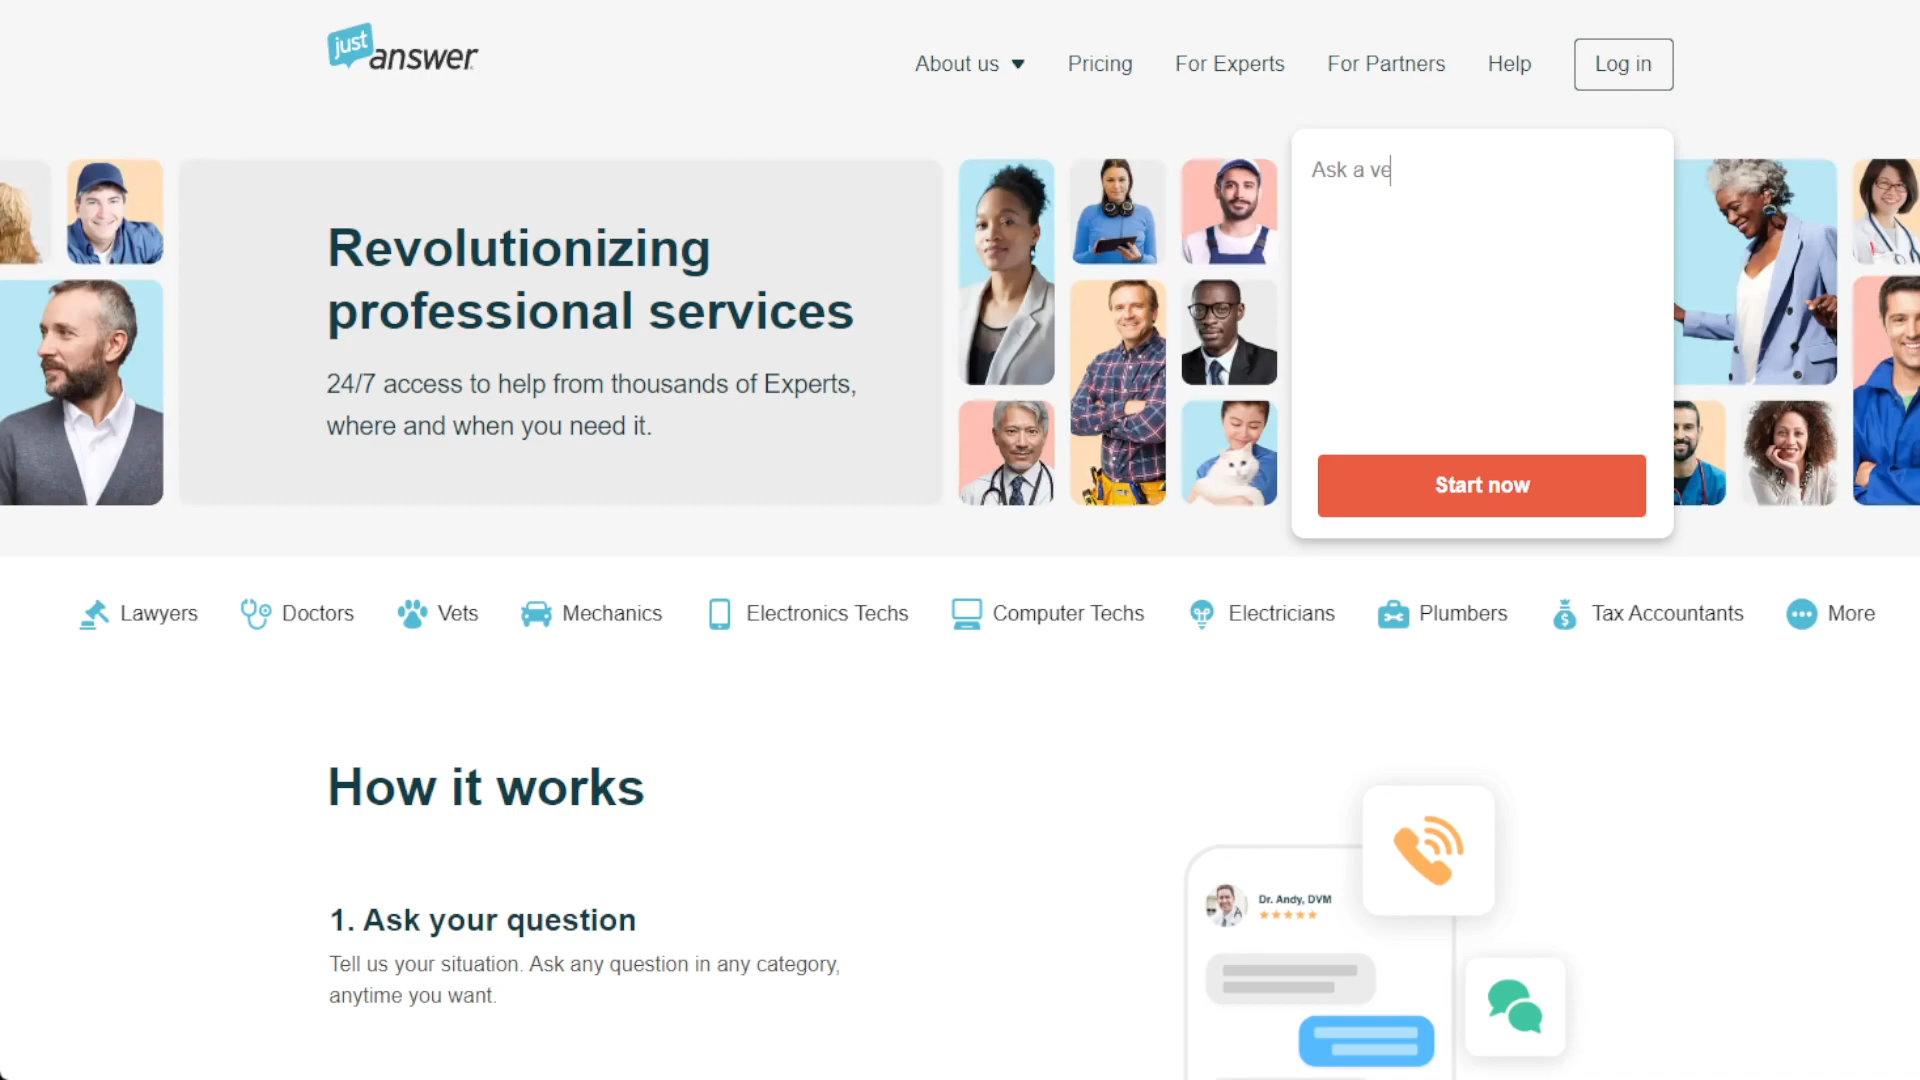 just answer
About us
Pricing
For Experts
For Partners
Help
Log in
Revolutionizing
professional services
24/7 access to help from thousands of Experts,
where and when you need it.
Ask a ve
Start now
Lawyers
Doctors
Vets
Mechanics
Electronics Techs
Computer Techs
Electricians
Plumbers
Tax Accountants
More
How it works
1. Ask your question
Tell us your situation. Ask any question in any category,
anytime you want.
Dr. Andy, DVM